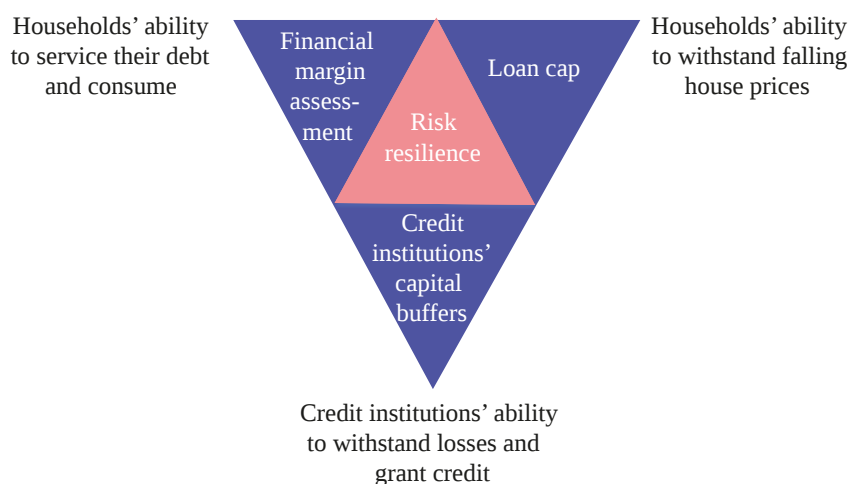 Households’ ability
to service their debt
and consume
Financial
margin
assess-
ment
Loan cap
Households’ ability
to withstand falling
house prices
Risk
resilience
Credit
institutions’
capital
buffers
Credit institutions’ ability
to withstand losses and
grant credit